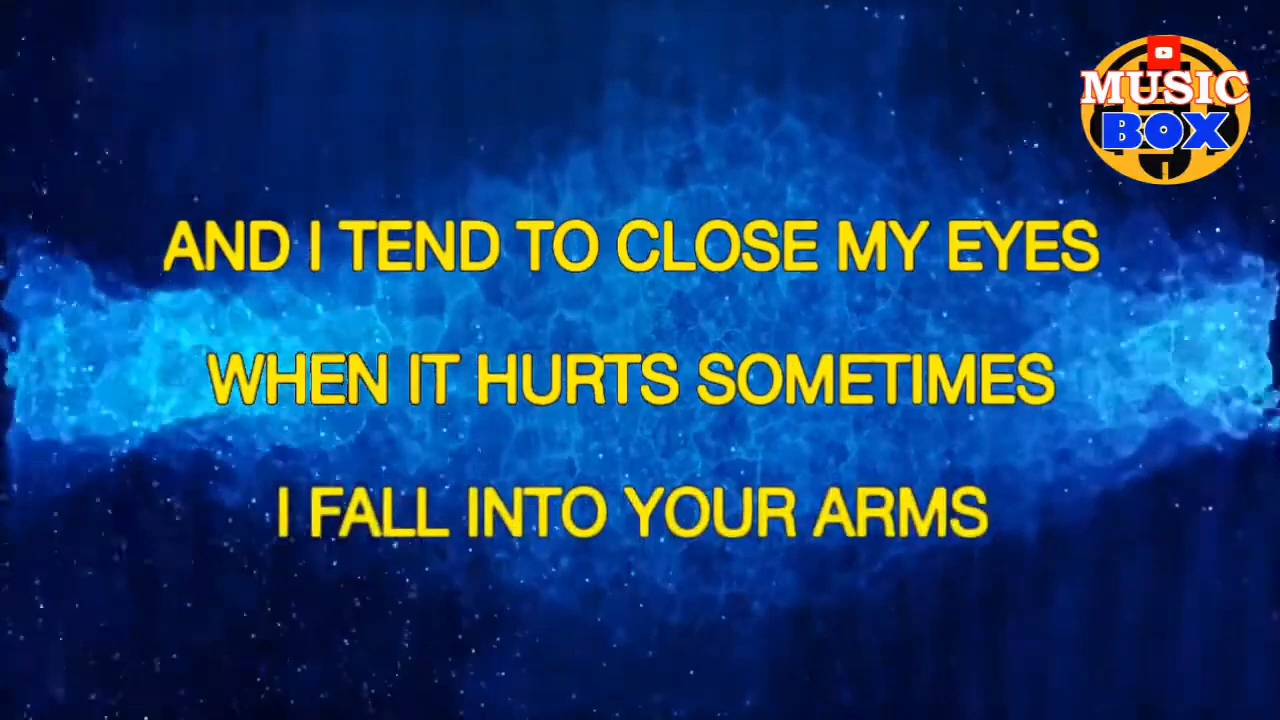 MUSIC
BOX
AND I TEND TO CLOSE MY EYES
WHEN IT HURTS SOMETIMES
I FALL INTO YOUR ARMS